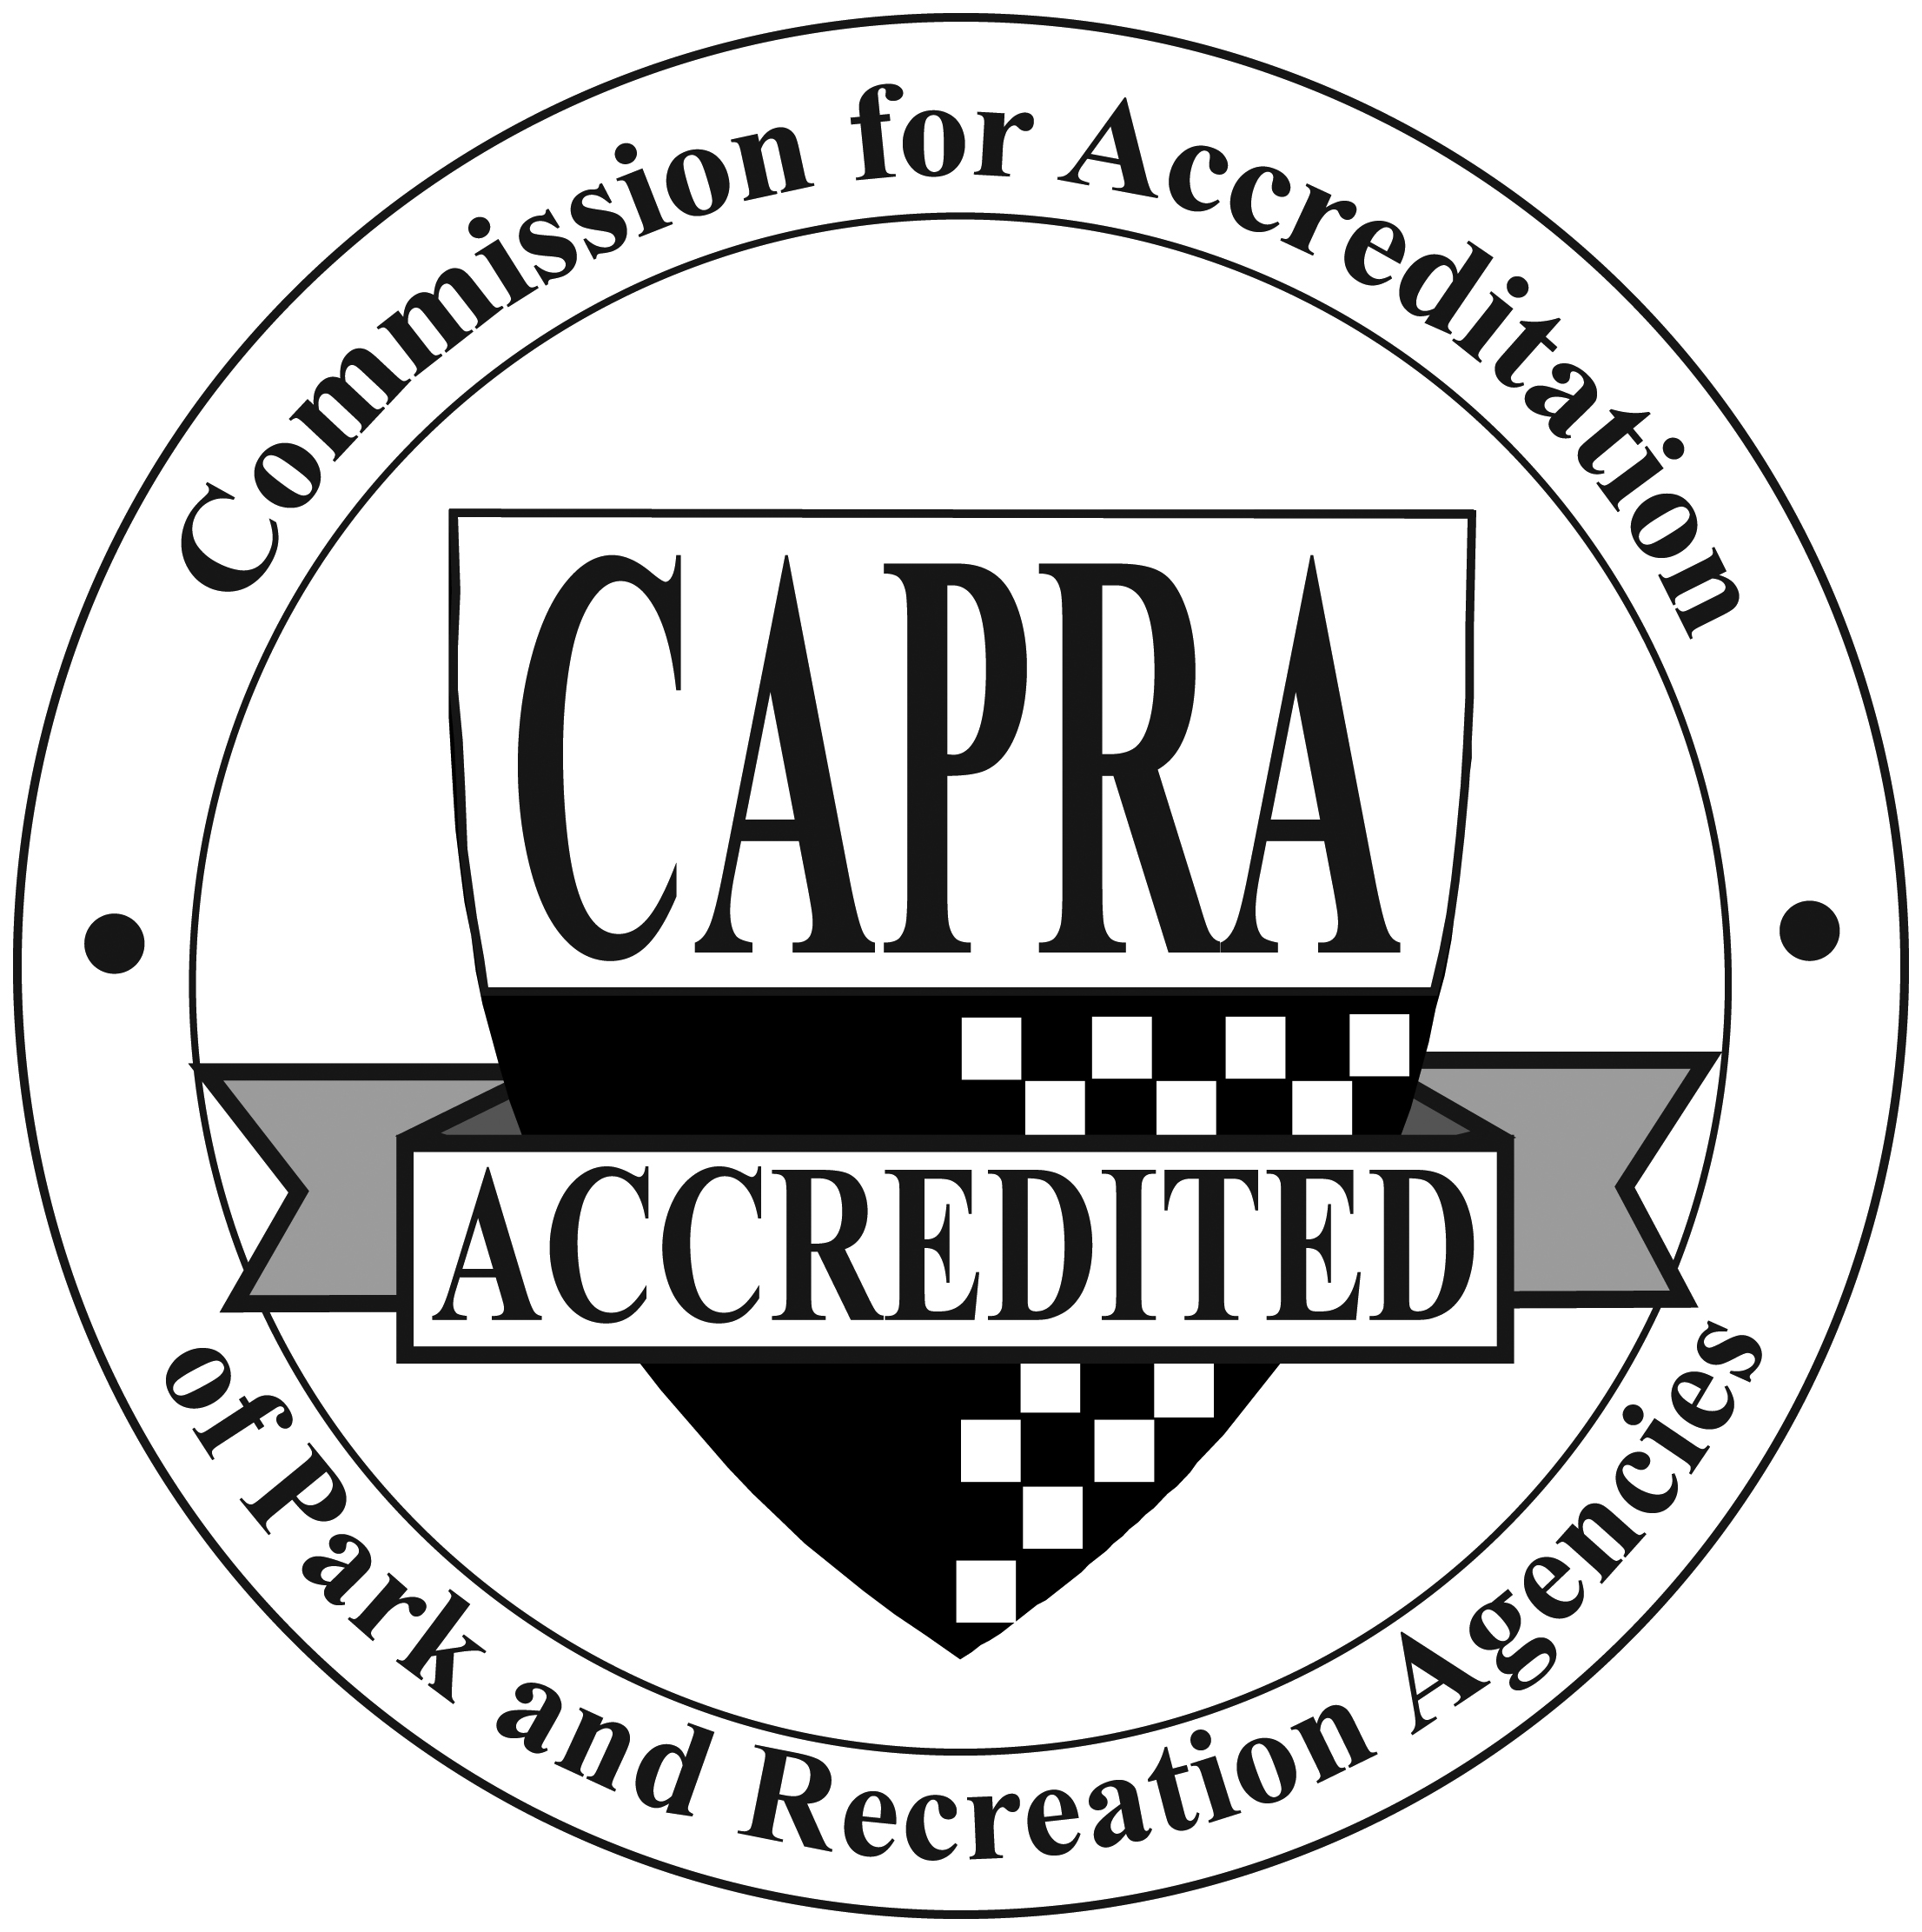 Commission for Accreditation
CAPRA
ACCREDITED
of Park and Recreation Agencies